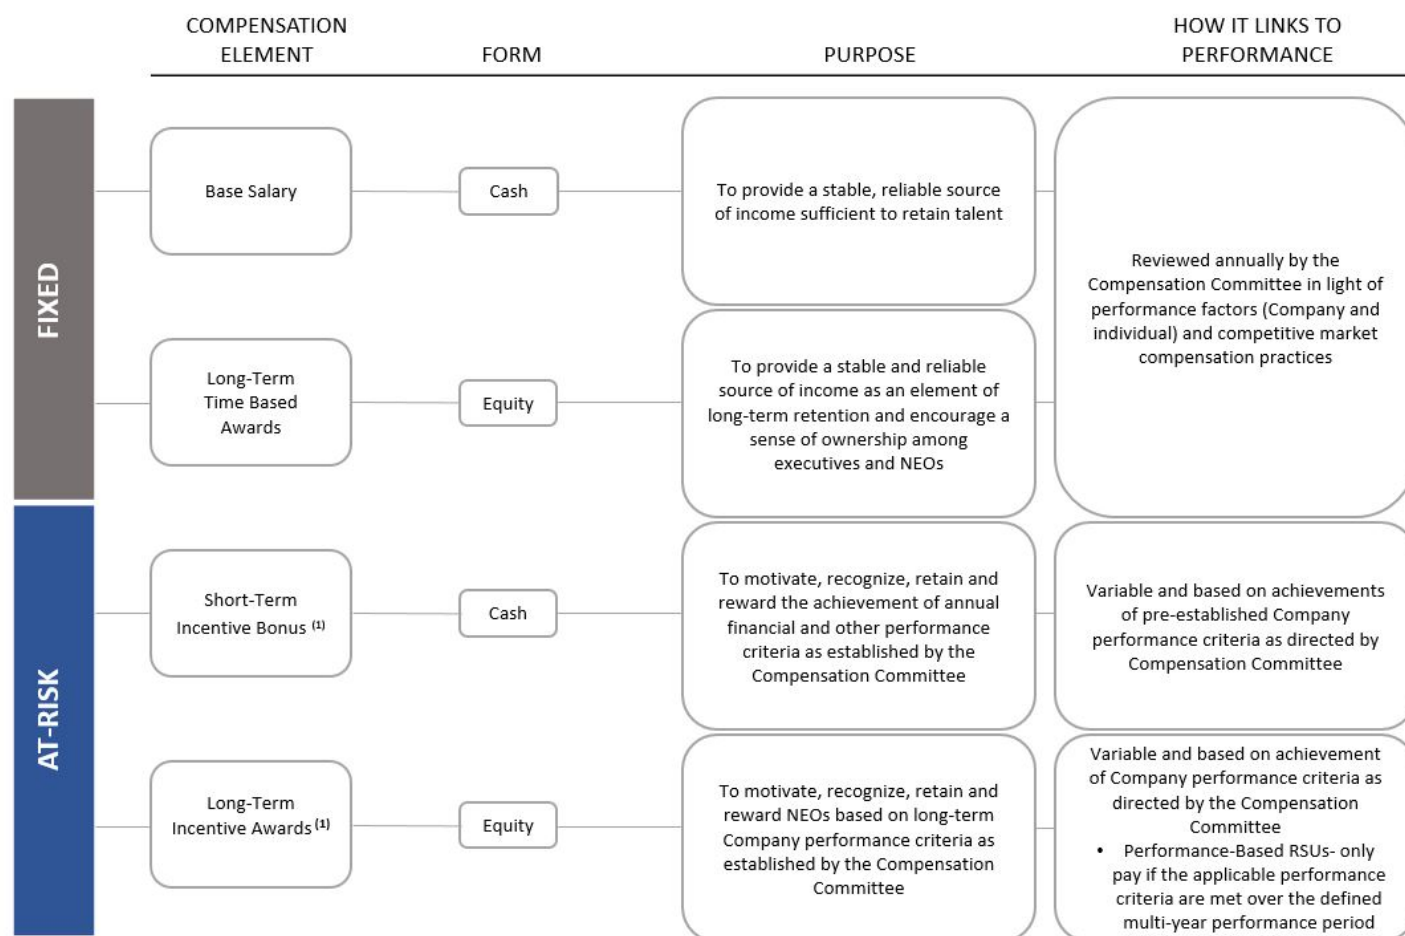 COMPENSATION
ELEMENT
FORM
PURPOSE
HOW IT LINKS TO
PERFORMANCE
FIXED
Base Salary
Cash
To provide a stable, reliable source
of income sufficient to retain talent
Reviewed annually by the
Compensation Committee in light of
performance factors (Company and
individual) and competitive market
compensation practices
Long-Term
Time Based
Awards
Equity
To provide a stable and reliable
source of income as an element of
long-term retention and encourage a
sense of ownership among
executives and NEOs
AT-RISK
Short-Term
Incentive Bonus (1)
Cash
To motivate, recognize, retain and
reward the achievement of annual
financial and other performance
criteria as established by the
Compensation Committee
Variable and based on achievements
of pre-established Company
performance criteria as directed by
Compensation Committee
Long-Term
Incentive Awards (1)
Equity
To motivate, recognize, retain and
reward NEOs based on long-term
Company performance criteria as
established by the Compensation
Committee
Variable and based on achievement
of Company performance criteria as
directed by the Compensation
Committee
• Performance-Based RSUs- only
pay if the applicable performance
criteria are met over the defined
multi-year performance period